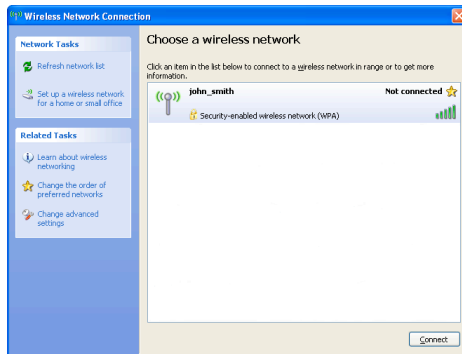 Wireless Network Connection
Network Tasks
Refresh network list
Set up a wireless network
for a home or small office
Related Tasks
Learn about wireless
networking
Change the order of
preferred networks
Change advanced
settings
Choose a wireless network
Click an item in the list below to connect to a wireless network in range or to get more
information.
john_smith
Not connected
Security-enabled wireless network (WPA)
Connect